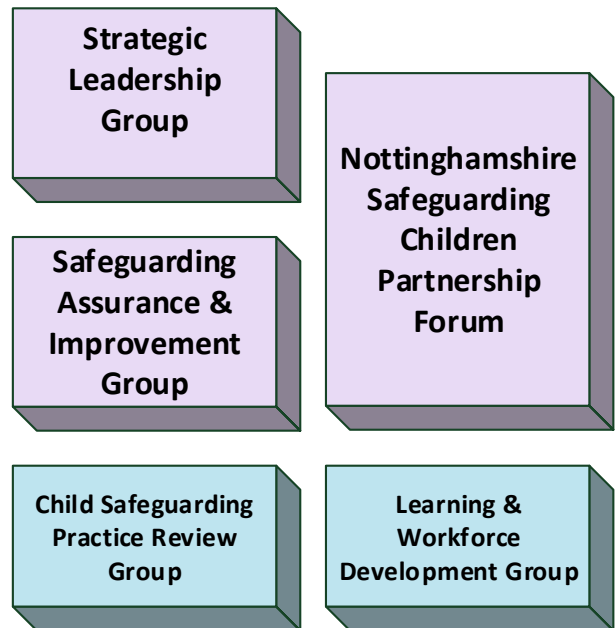 Strategic
Leadership
Group
Nottinghamshire
Safeguarding
Children
Partnership
Forum
Safeguarding
Assurance &
Improvement
Group
Child Safeguarding
Practice Review
Group
Learning &
Workforce
Development Group